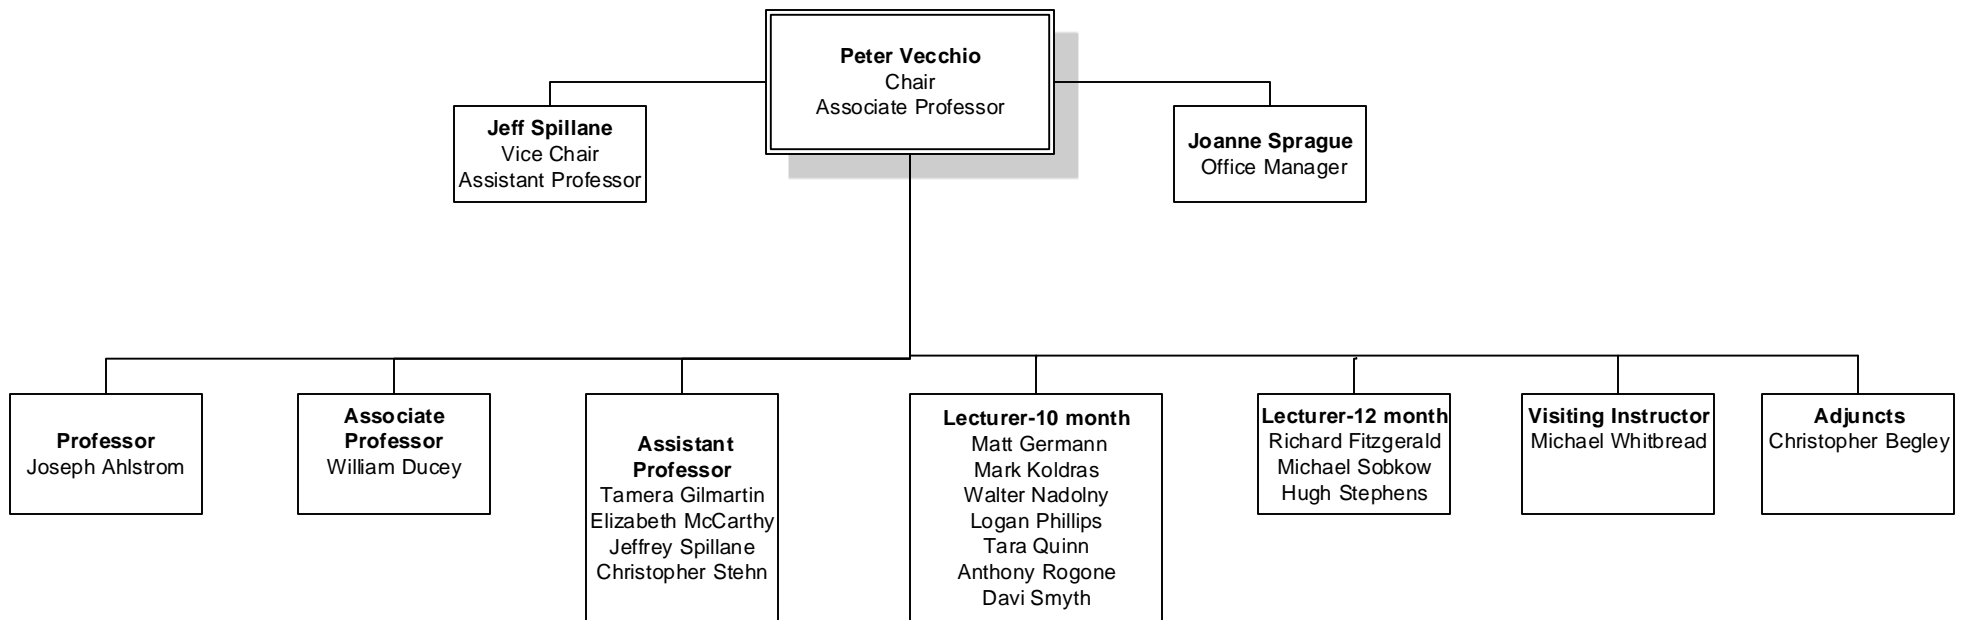 Peter Vecchio
Chair
Associate Professor
Jeff Spillane
Vice Chair
Assistant Professor
Joanne Sprague
Office Manager
Professor
Joseph Ahlstrom
Associate
Professor
William Ducey
Assistant
Professor
Tamera Gilmartin
Elizabeth McCarthy
Jeffrey Spillane
Christopher Stehn
Lecturer-10 month
Matt Germann
Mark Koldras
Walter Nadolny
Logan Phillips
Tara Quinn
Anthony Rogone
Davi Smyth
Lecturer-12 month
Richard Fitzgerald
Michael Sobkow
Hugh Stephens
Visiting Instructor
Michael Whitbread
Adjuncts
Christopher Begley